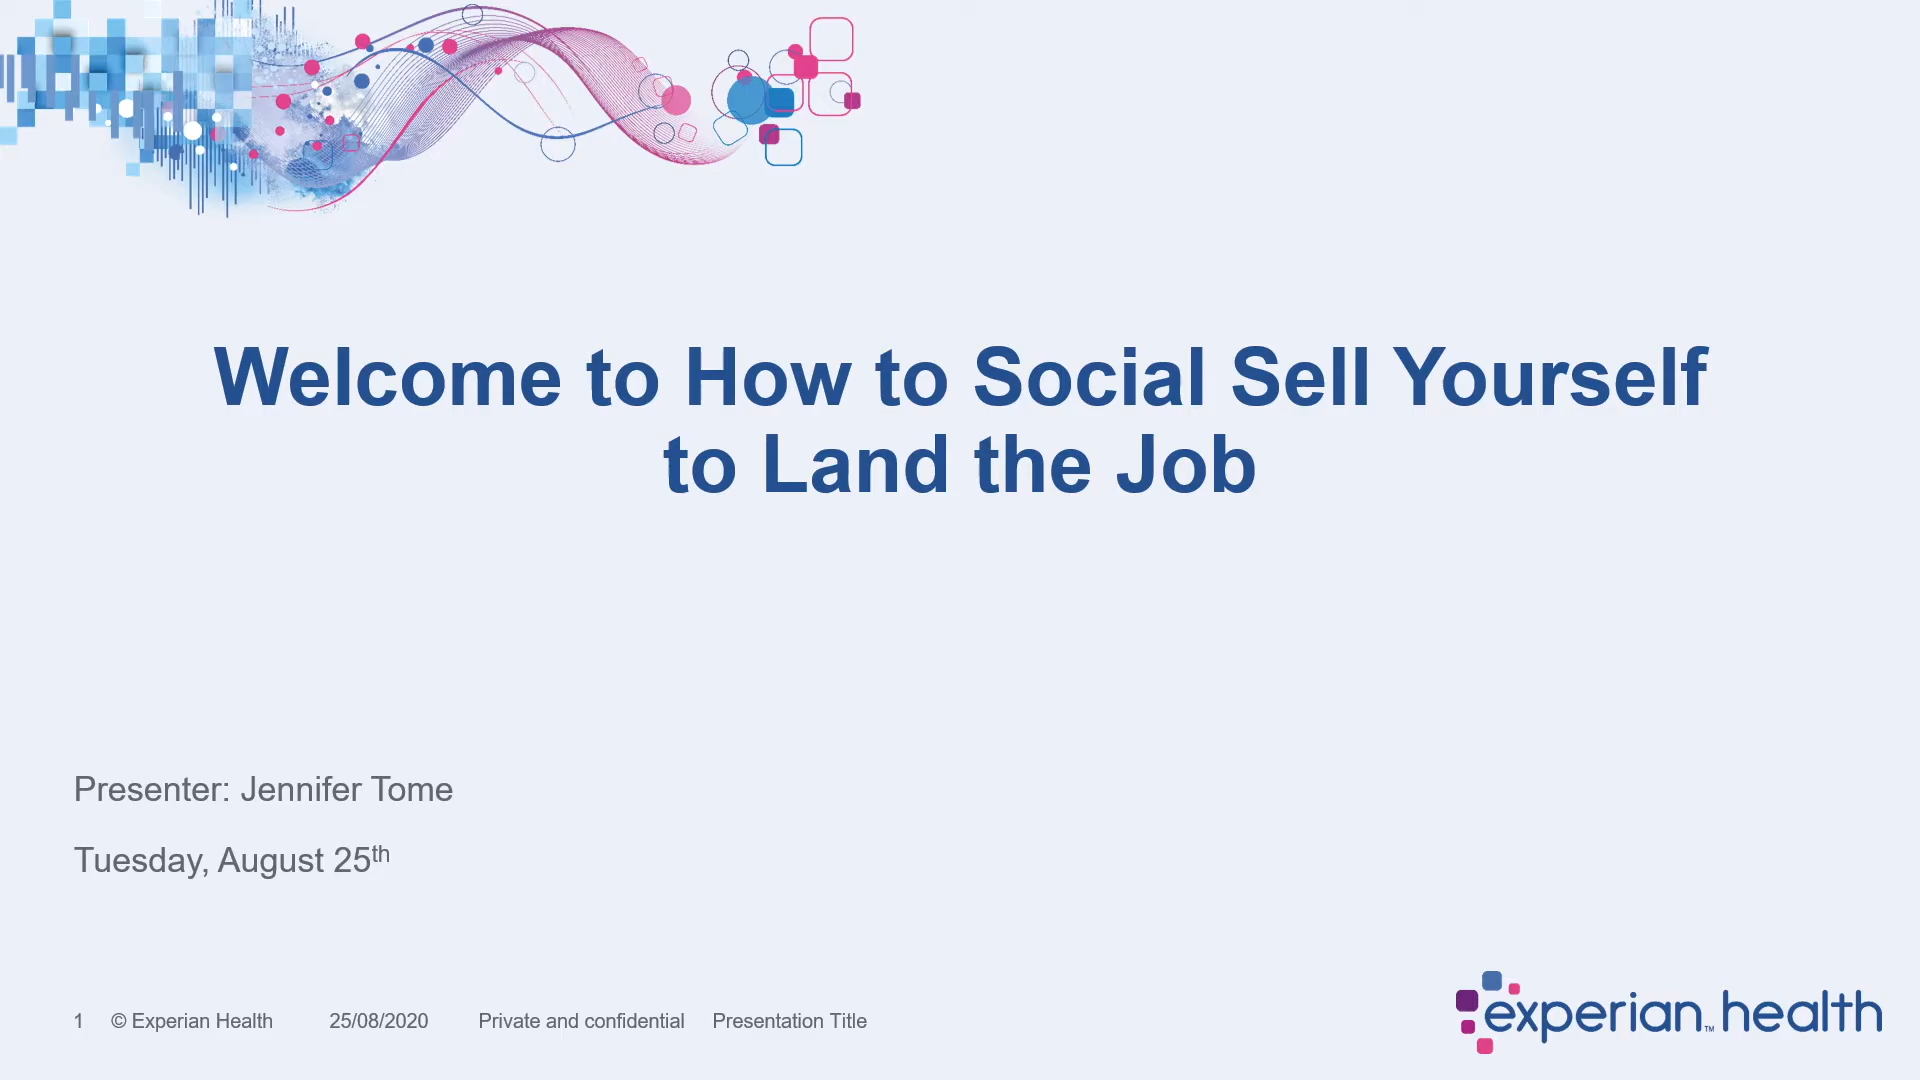 Welcome to How to Social Sell Yourself
to Land the Job
Presenter: Jennifer Tome
Tuesday, August 25th
1 © Experian Health 25/08/2020 Private and confidential Presentation Title
experian™ health